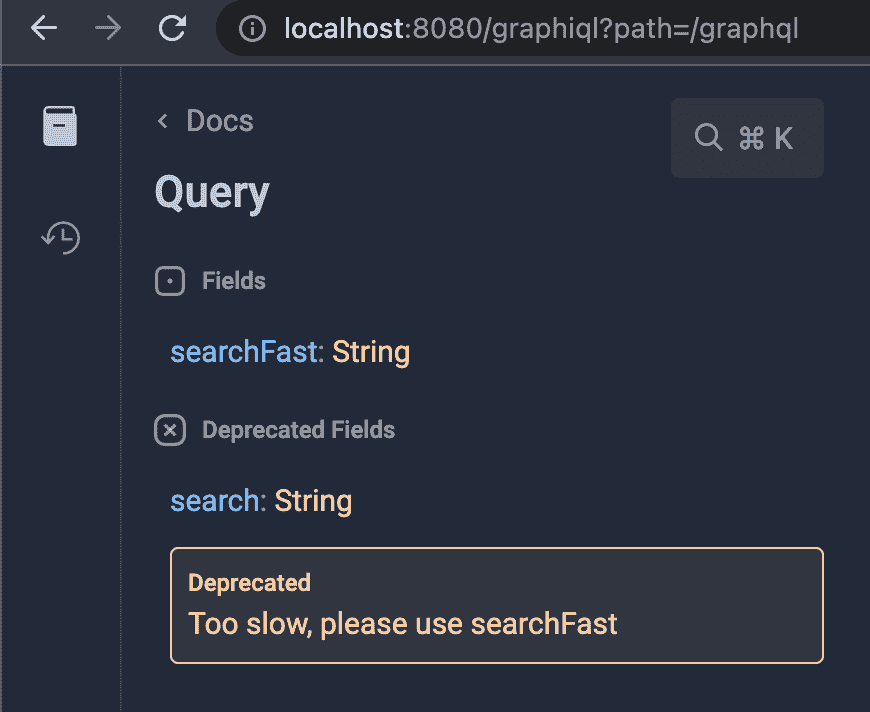 localhost:8080/graphiql?path=/graphql
Docs
⌘ K
Query
Fields
searchFast: String
Deprecated Fields
search: String
Deprecated
Too slow, please use searchFast